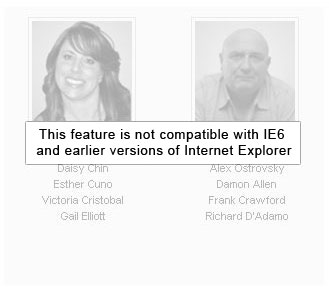 This feature is not compatible with IE6
and earlier versions of Internet Explorer
Daisy Chin
Esther Cuno
Victoria Cristobal
Gail Elliott
Alex Ostrovsky
Damon Allen
Frank Crawford
Richard D'Adamo